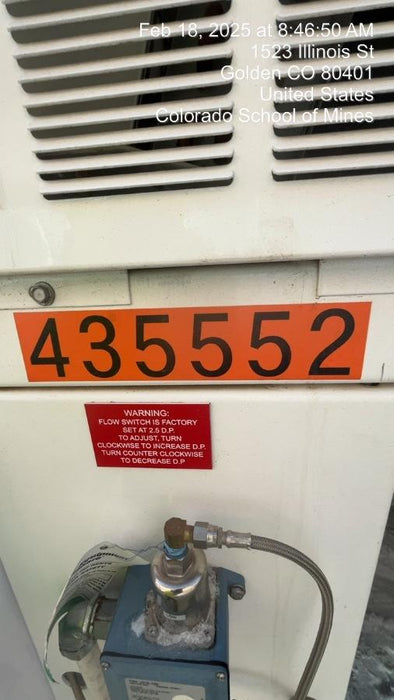 Feb 18, 2025 at 8:46:50 AM
1523 Illinois St
Golden CO 80401
United States
Colorado School of Mines
435552
WARNING:
FLOW SWITCH IS FACTORY
SET AT 2.5 D.P.
TO ADJUST, TURN
CLOCKWISE TO INCREASE D.P.
TURN COUNTER CLOCKWISE
TO DECREASE D.P